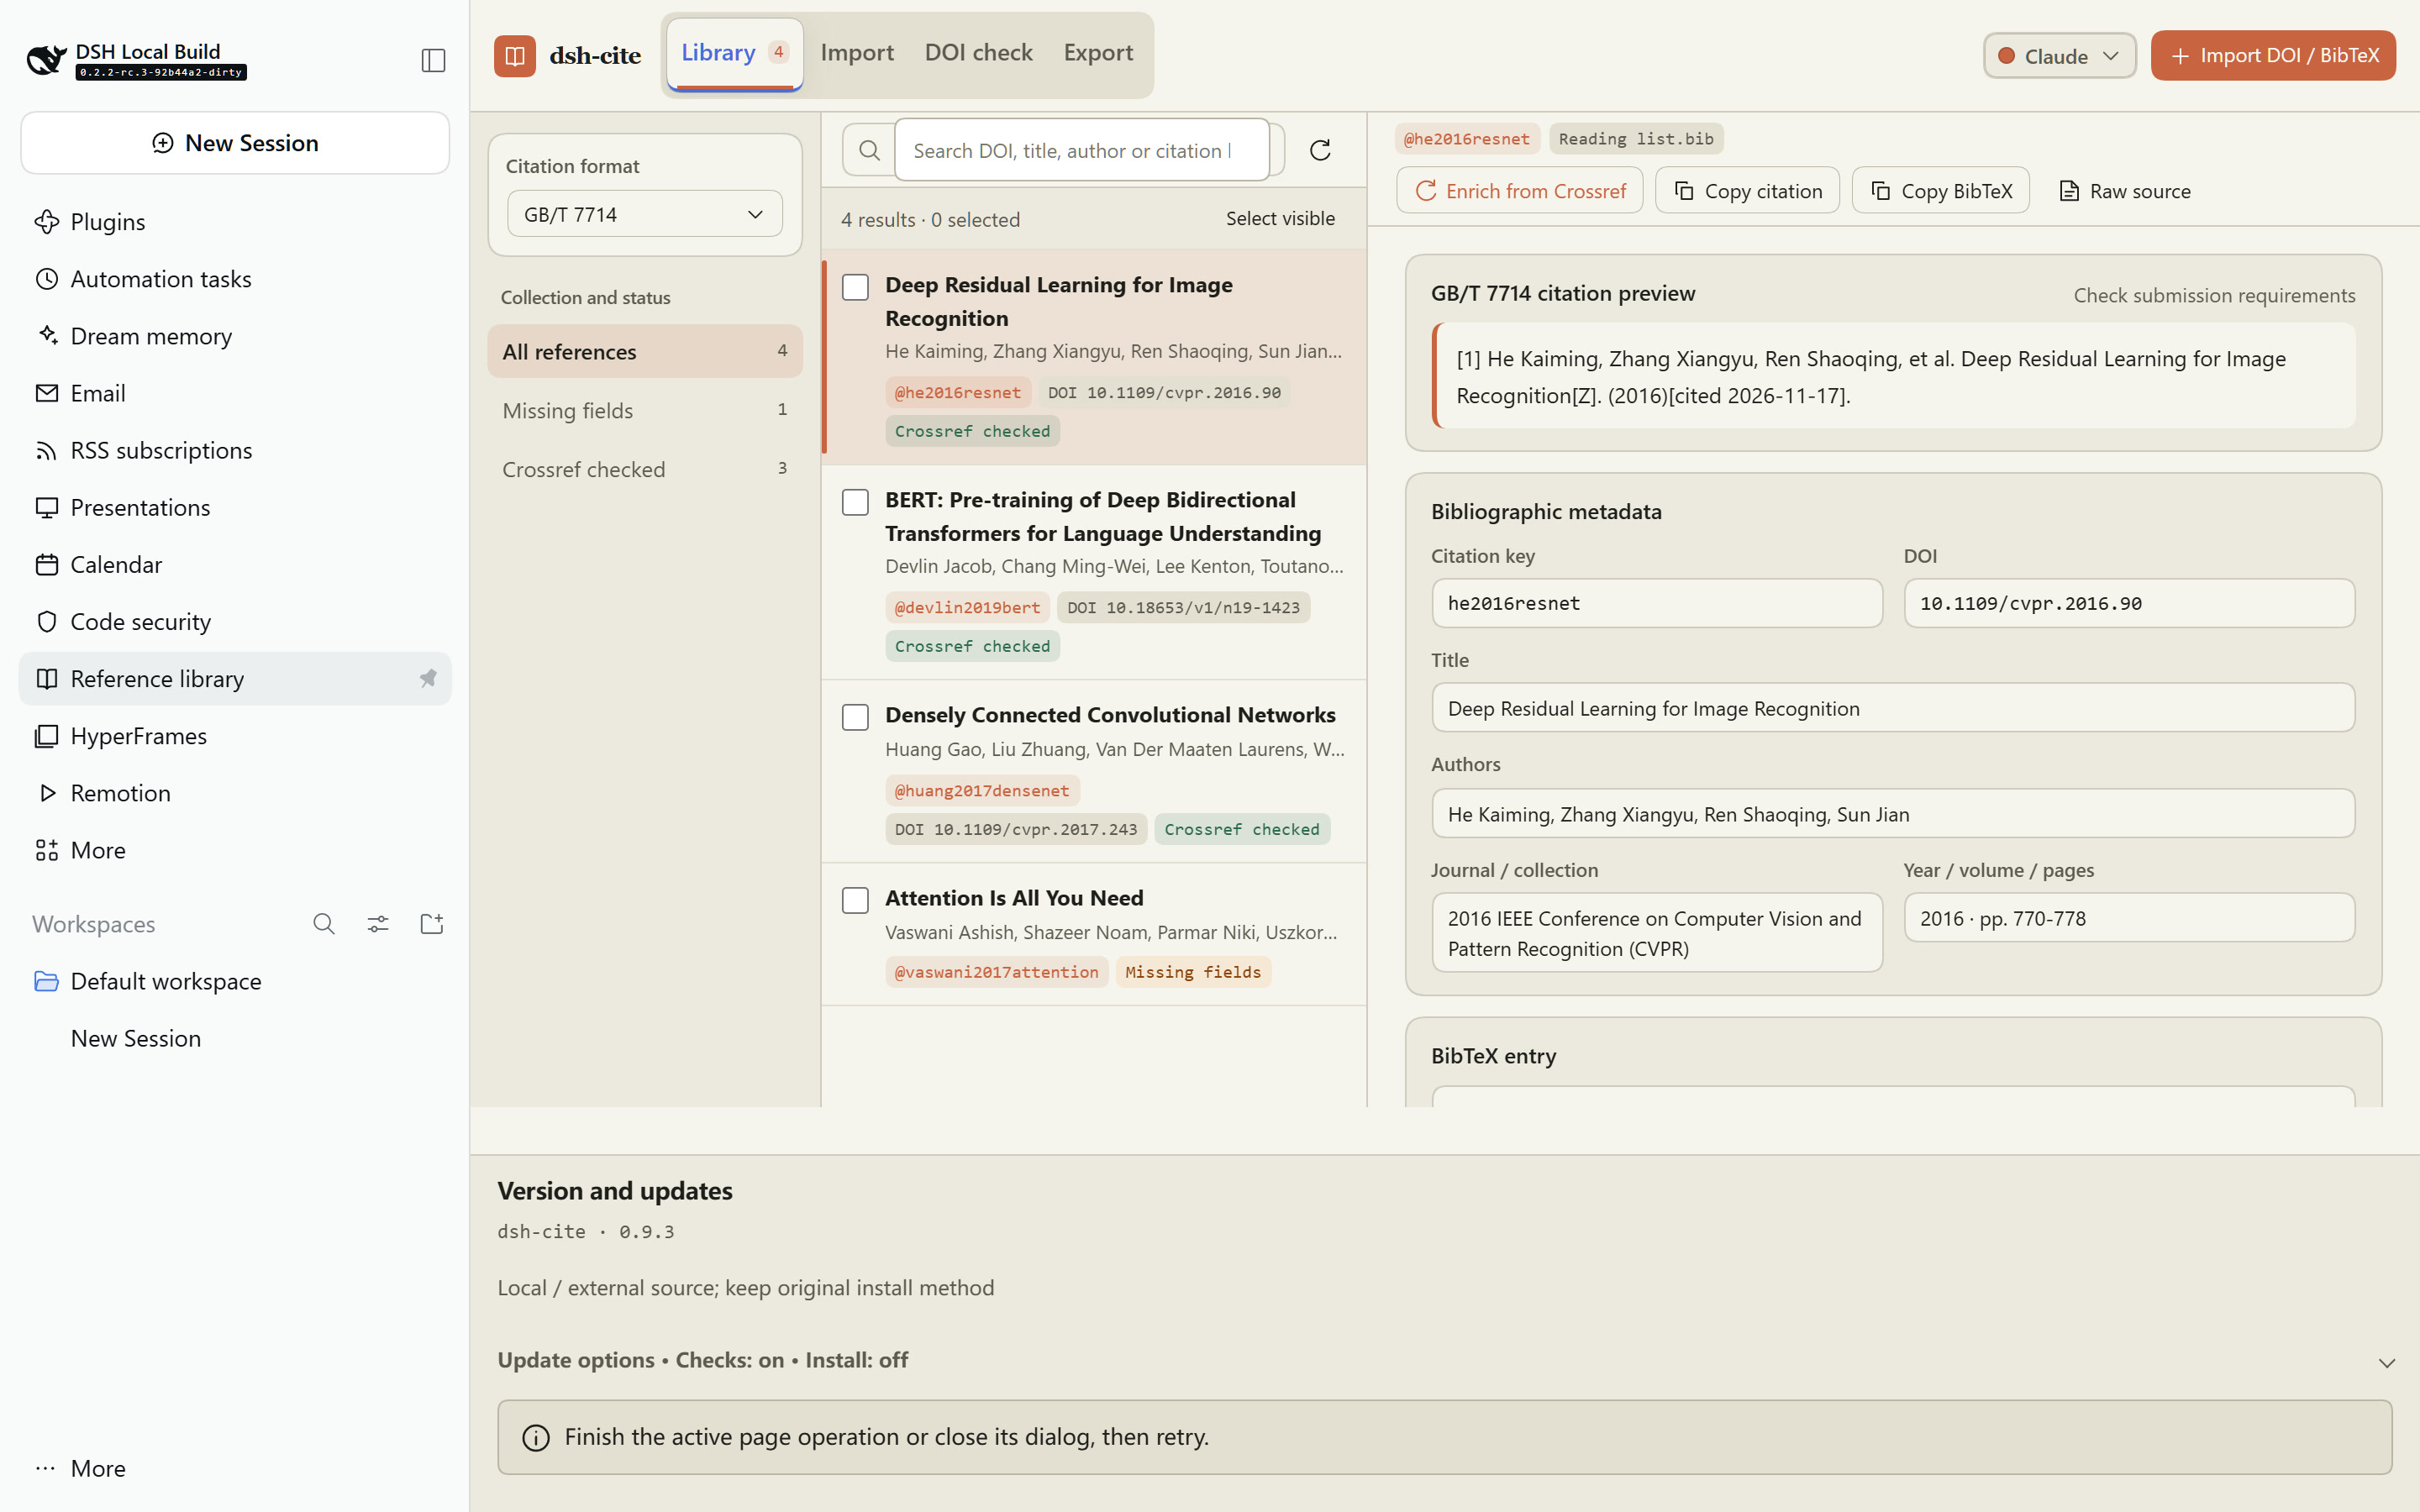 DSH Local Build
0.2.2-rc.3-92b44a2-dirty
New Session
Plugins
Automation tasks
Dream memory
Email
RSS subscriptions
Presentations
Calendar
Code security
Reference library
HyperFrames
Remotion
More
Workspaces
Default workspace
New Session
More
dsh-cite
Library 4
Import
DOI check
Export
Claude
Import DOI / BibTeX
Citation format
GB/T 7714
Collection and status
All references 4
Missing fields 1
Crossref checked 3
Search DOI, title, author or citation
4 results · 0 selected
Select visible
Deep Residual Learning for Image
Recognition
He Kaiming, Zhang Xiangyu, Ren Shaoqing, Sun Jian...
@he2016resnet DOI 10.1109/cvpr.2016.90
Crossref checked
BERT: Pre-training of Deep Bidirectional
Transformers for Language Understanding
Devlin Jacob, Chang Ming-Wei, Lee Kenton, Toutano...
@devlin2019bert DOI 10.18653/v1/n19-1423
Crossref checked
Densely Connected Convolutional Networks
Huang Gao, Liu Zhuang, Van Der Maaten Laurens, W...
@huang2017densenet
DOI 10.1109/cvpr.2017.243 Crossref checked
Attention Is All You Need
Vaswani Ashish, Shazeer Noam, Parmar Niki, Uszkor...
@vaswani2017attention Missing fields
@he2016resnet Reading list.bib
Enrich from Crossref
Copy citation
Copy BibTeX
Raw source
GB/T 7714 citation preview
Check submission requirements
[1] He Kaiming, Zhang Xiangyu, Ren Shaoqing, et al. Deep Residual Learning for Image
Recognition[Z]. (2016)[cited 2026-11-17].
Bibliographic metadata
Citation key
he2016resnet
DOI
10.1109/cvpr.2016.90
Title
Deep Residual Learning for Image Recognition
Authors
He Kaiming, Zhang Xiangyu, Ren Shaoqing, Sun Jian
Journal / collection
2016 IEEE Conference on Computer Vision and
Pattern Recognition (CVPR)
Year / volume / pages
2016 · pp. 770-778
BibTeX entry
Version and updates
dsh-cite · 0.9.3
Local / external source; keep original install method
Update options • Checks: on • Install: off
Finish the active page operation or close its dialog, then retry.